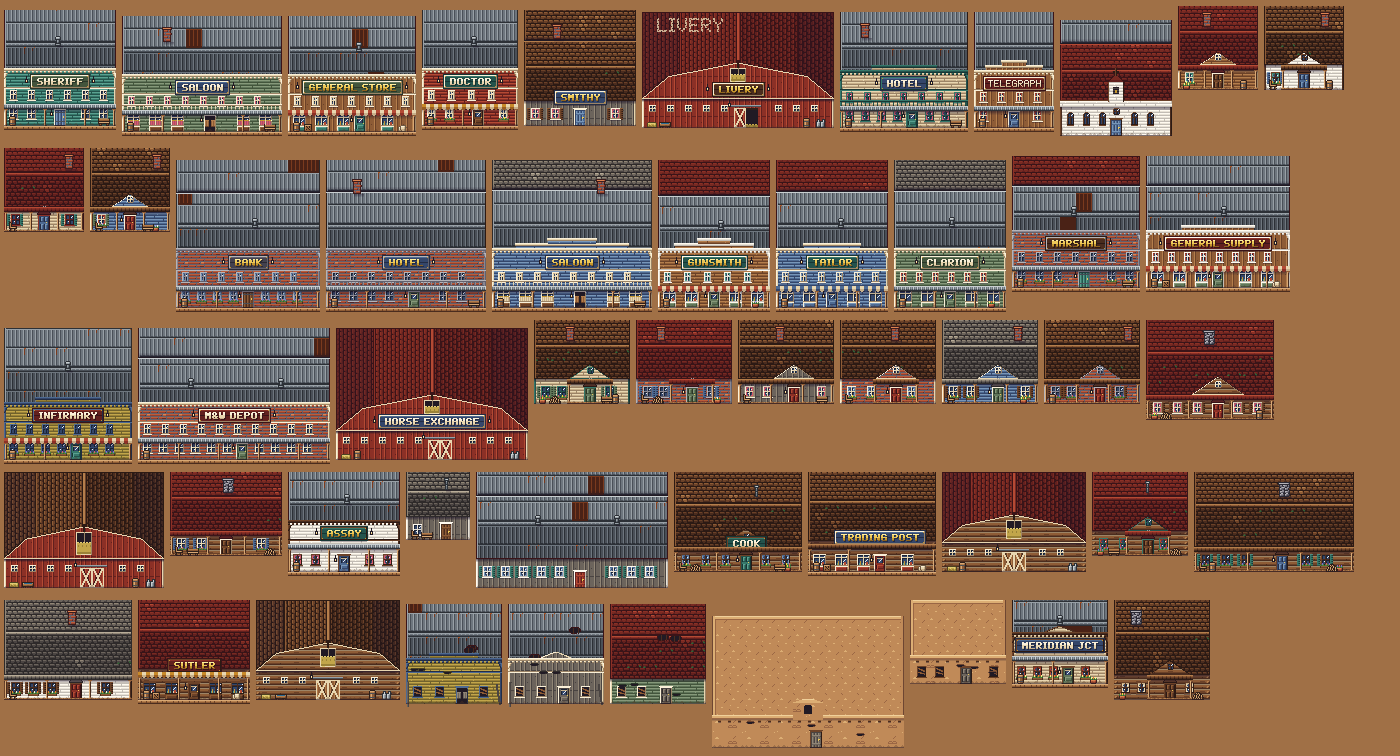 LIVERY
SHERIFF
SALOON
GENERAL STORE
DOCTOR
SMITHY
LIVERY
HOTEL
TELEGRAPH
BANK
HOTEL
SALOON
GUNSMITH
TAILOR
CLARION
MARSHAL
GENERAL SUPPLY
INFIRMARY
M&W DEPOT
HORSE EXCHANGE
ASSAY
COOK
TRADING POST
SUTLER
MERIDIAN JCT